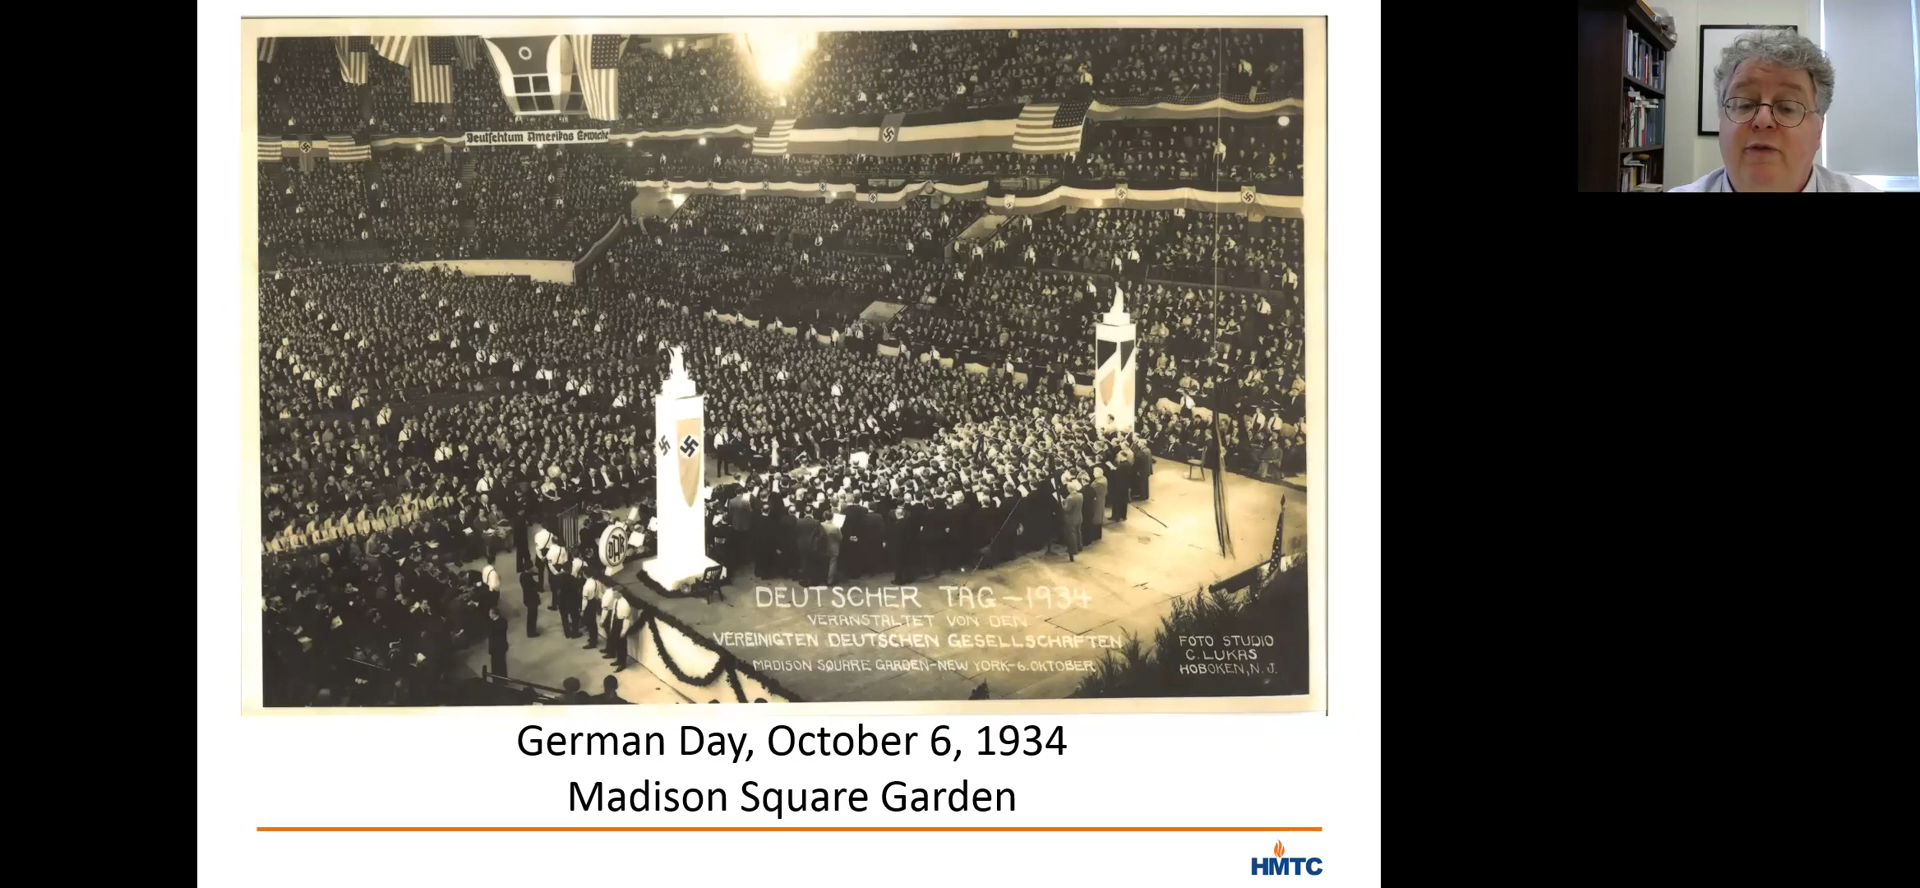 Deutschtum Amerikas Erwache
DEUTSCHER TAG – 1934
VERANSTALTET VON DEN
VEREINIGTEN DEUTSCHEN GESELLSCHAFTEN
MADISON SQUARE GARDEN – NEW YORK – 6. OKTOBER
FOTO STUDIO
C. LUKAS
HOBOKEN, N. J.
German Day, October 6, 1934
Madison Square Garden
HMTC